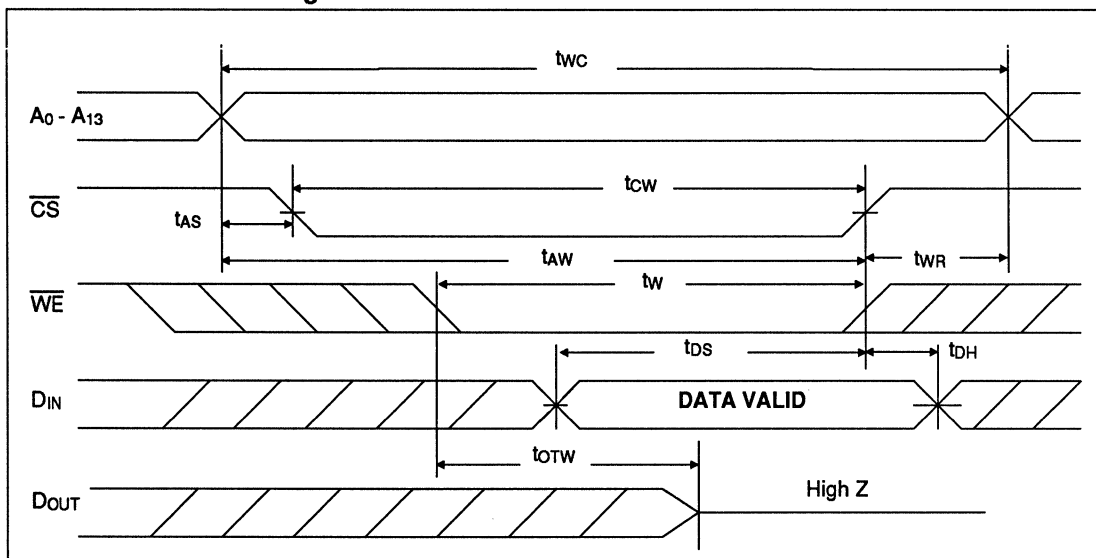 tWC
A0 - A13
tCW
CS
tAS
tAW
tWR
tW
WE
tDS
tDH
DIN
DATA VALID
tOTW
High Z
DOUT